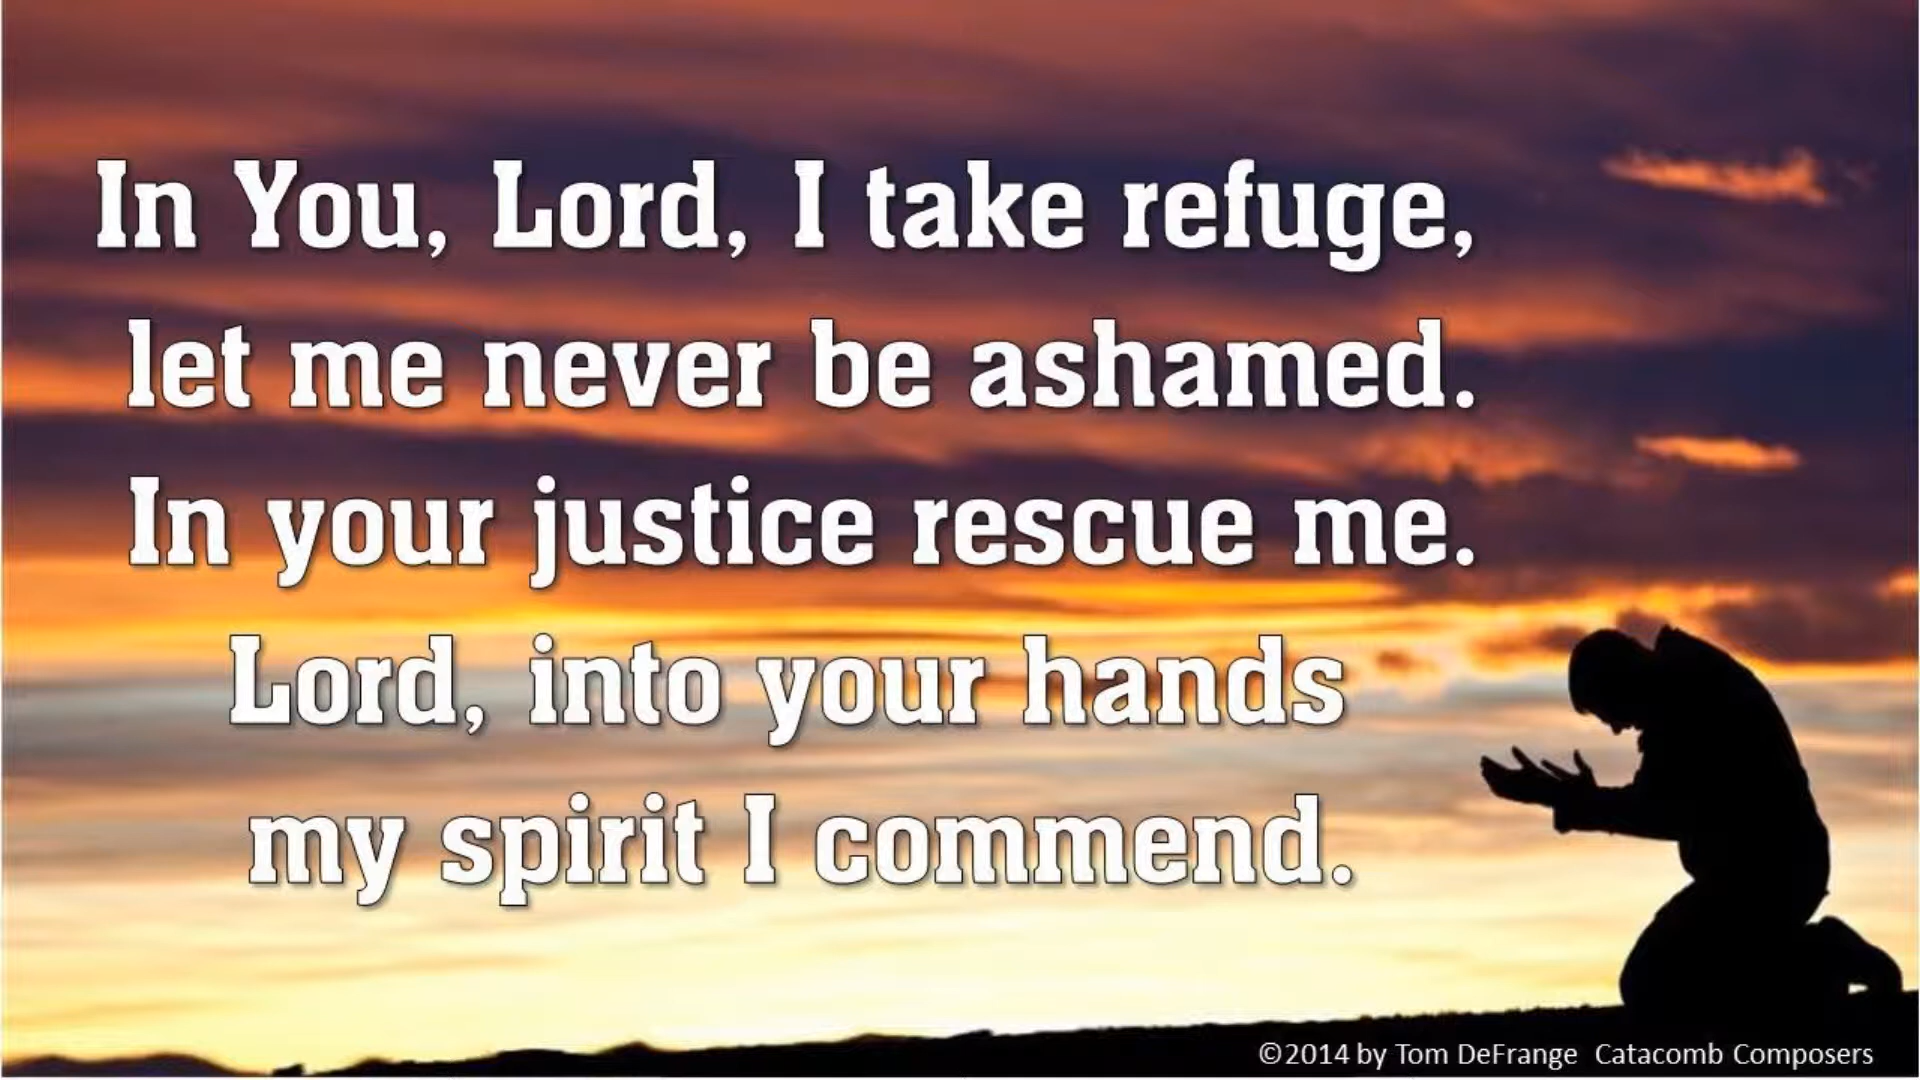 In You, Lord, I take refuge,
let me never be ashamed.
In your justice rescue me.
Lord, into your hands
my spirit I commend.
©2014 by Tom DeFrange Catacomb Composers